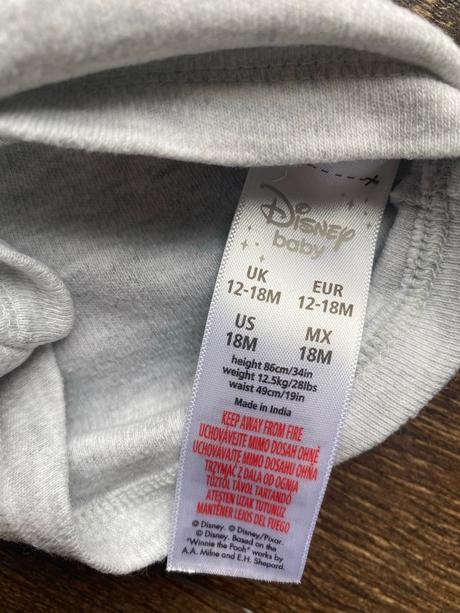 Disney
baby
UK
12-18M
EUR
12-18M
US
18M
MX
18M
height 86cm/34in
weight 12.5kg/28lbs
waist 49cm/19in
Made in India
KEEP AWAY FROM FIRE
UCHOVÁVEJTE MIMO DOSAH OHNĚ
UCHOVÁVAJTE MIMO DOSAHU OHŇA
TRZYMAĆ Z DALA OD OGNIA
TŰZTŐL TÁVOL TARTANDÓ
ATEŞTEN UZAK TUTUNUZ
MANTENER LEJOS DEL FUEGO
© Disney. © Disney/Pixar.
© Disney. Based on the
"Winnie the Pooh" works by
A.A. Milne and E.H. Shepard.